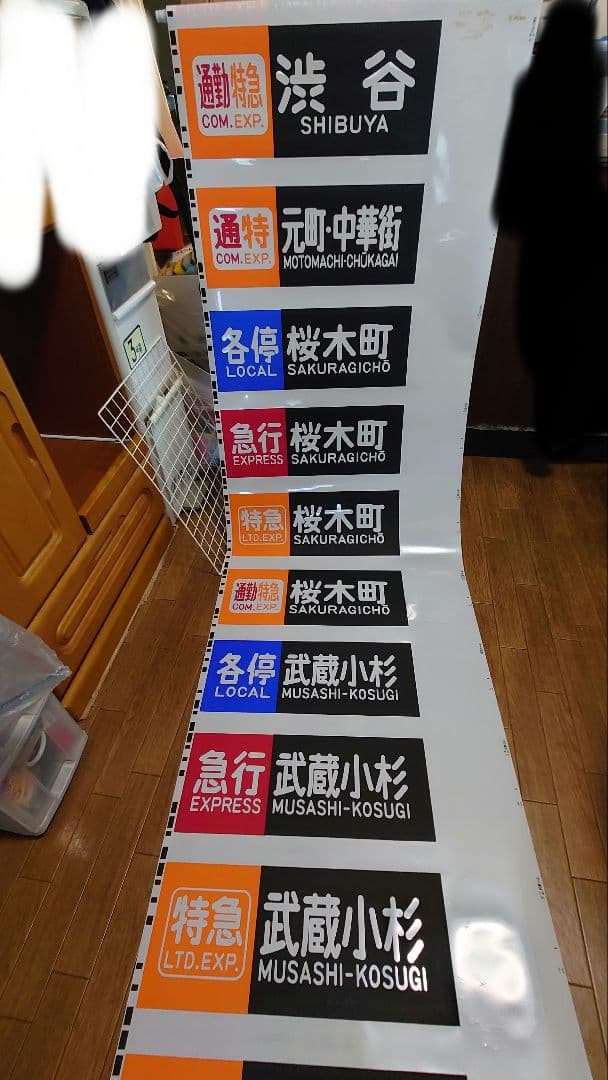 通勤特急 渋谷
COM.EXP. SHIBUYA
通特 元町・中華街
COM.EXP. MOTOMACHI-CHŪKAGAI
各停 桜木町
LOCAL SAKURAGICHŌ
急行 桜木町
EXPRESS SAKURAGICHŌ
特急 桜木町
LTD.EXP. SAKURAGICHŌ
通勤特急 桜木町
COM.EXP. SAKURAGICHŌ
各停 武蔵小杉
LOCAL MUSASHI-KOSUGI
急行 武蔵小杉
EXPRESS MUSASHI-KOSUGI
特急 武蔵小杉
LTD.EXP. MUSASHI-KOSUGI